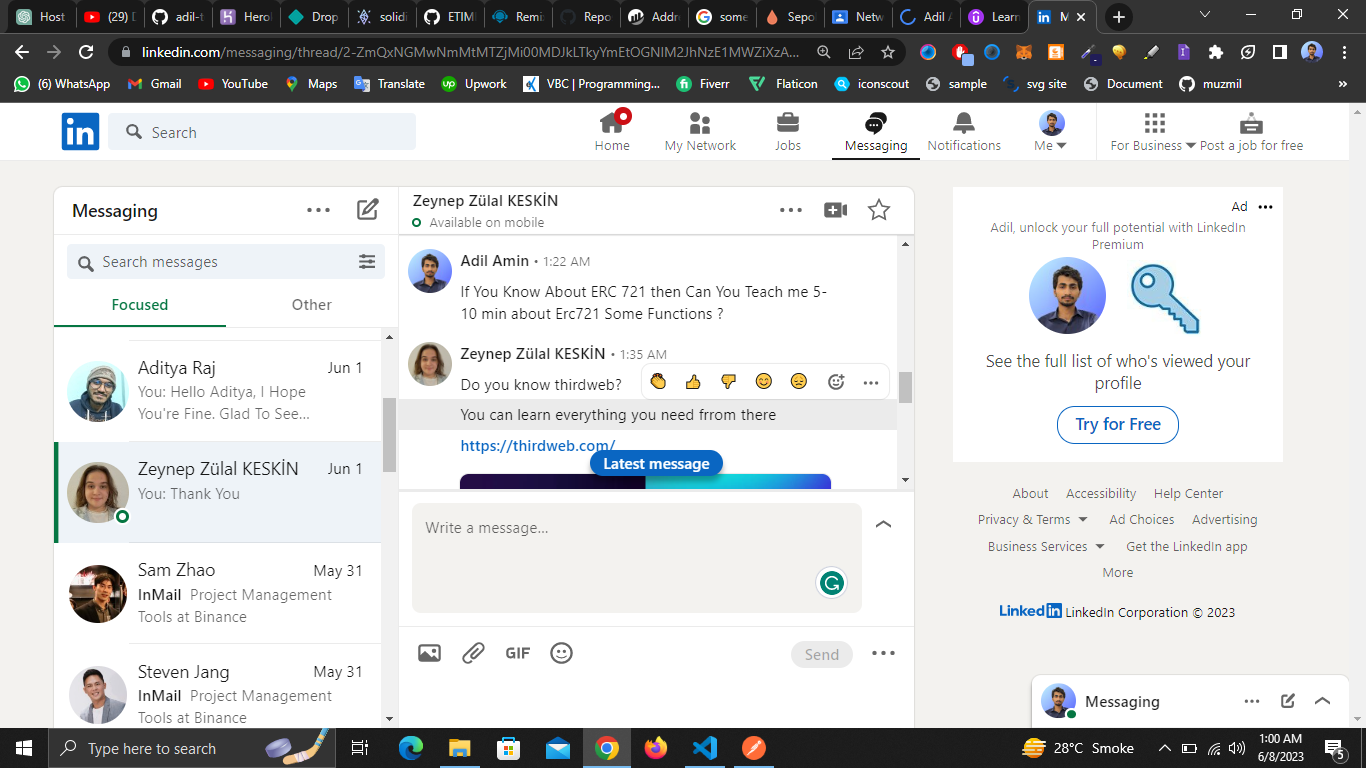 Host
(29) D
adil-t
Hero
Drop
solidi
ETIM
Remi
Repo
Addre
some
Sepo
Netw
Adil A
Learn
M
linkedin.com/messaging/thread/2-ZmQxNGMwNmMtMTZjMi00MDJkLTkyYmEtOGNlM2JhNzE1MWZiXzA...
(6) WhatsApp
Gmail
YouTube
Maps
Translate
Upwork
VBC | Programming...
Fiverr
Flaticon
iconscout
sample
svg site
Document
muzmil
»
in
Search
Home
My Network
Jobs
Messaging
Notifications
Me
For Business
Post a job for free
Messaging
Search messages
Focused
Other
Aditya Raj
Jun 1
You: Hello Aditya, I Hope
You're Fine. Glad To See...
Zeynep Zülal KESKİN
Jun 1
You: Thank You
Sam Zhao
May 31
InMail Project Management
Tools at Binance
Steven Jang
May 31
InMail Project Management
Tools at Binance
Zeynep Zülal KESKİN
Available on mobile
Adil Amin • 1:22 AM
If You Know About ERC 721 then Can You Teach me 5-
10 min about Erc721 Some Functions ?
Zeynep Zülal KESKİN • 1:35 AM
Do you know thirdweb?
You can learn everything you need frrom there
https://thirdweb.com/
Latest message
Write a message...
GIF
Send
Ad
Adil, unlock your full potential with LinkedIn
Premium
See the full list of who's viewed your
profile
Try for Free
About
Accessibility
Help Center
Privacy & Terms
Ad Choices
Advertising
Business Services
Get the LinkedIn app
More
Linked in LinkedIn Corporation © 2023
Messaging
Type here to search
28°C Smoke
1:00 AM
6/8/2023
5